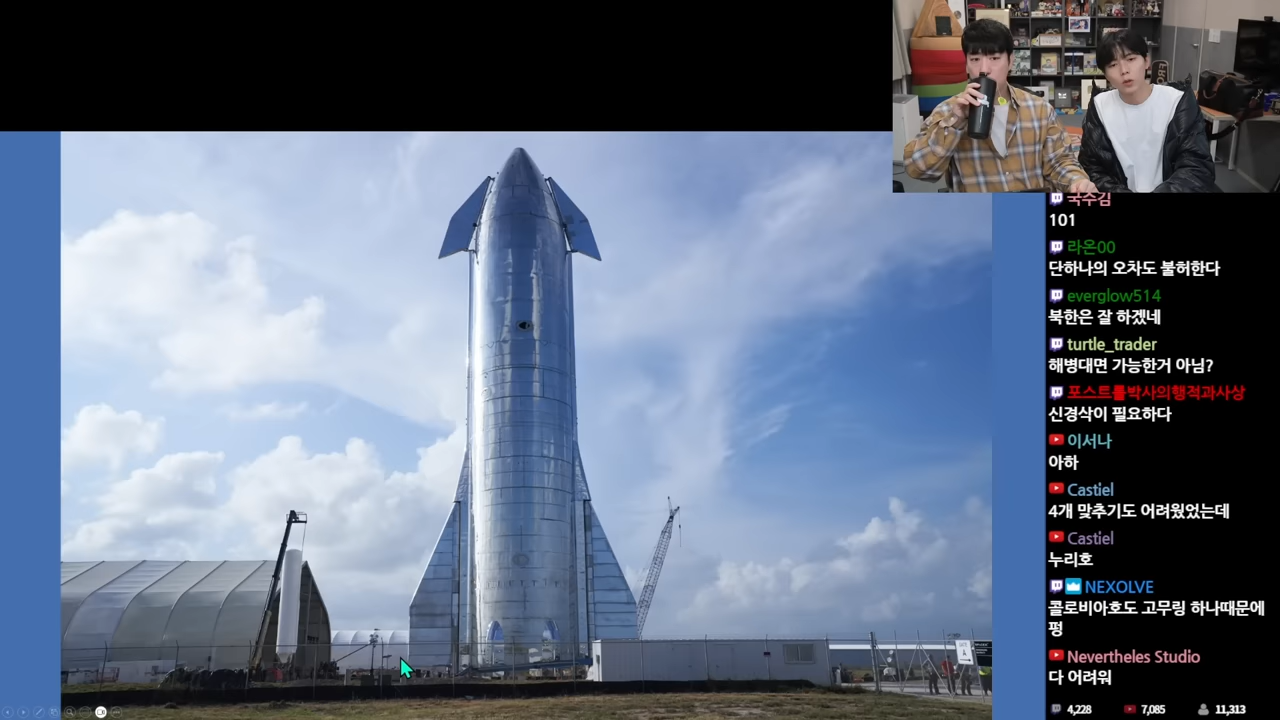 국수김
101
라온00
단하나의 오차도 불허한다
everglow514
북한은 잘 하겠네
turtle_trader
해병대면 가능한거 아님?
포스트롤박사의행적과사상
신경삭이 필요하다
이서나
아하
Castiel
4개 맞추기도 어려웠었는데
Castiel
누리호
NEXOLVE
콜로비아호도 고무링 하나때문에
펑
Nevertheles Studio
다 어려워
4,228 7,085 11,313